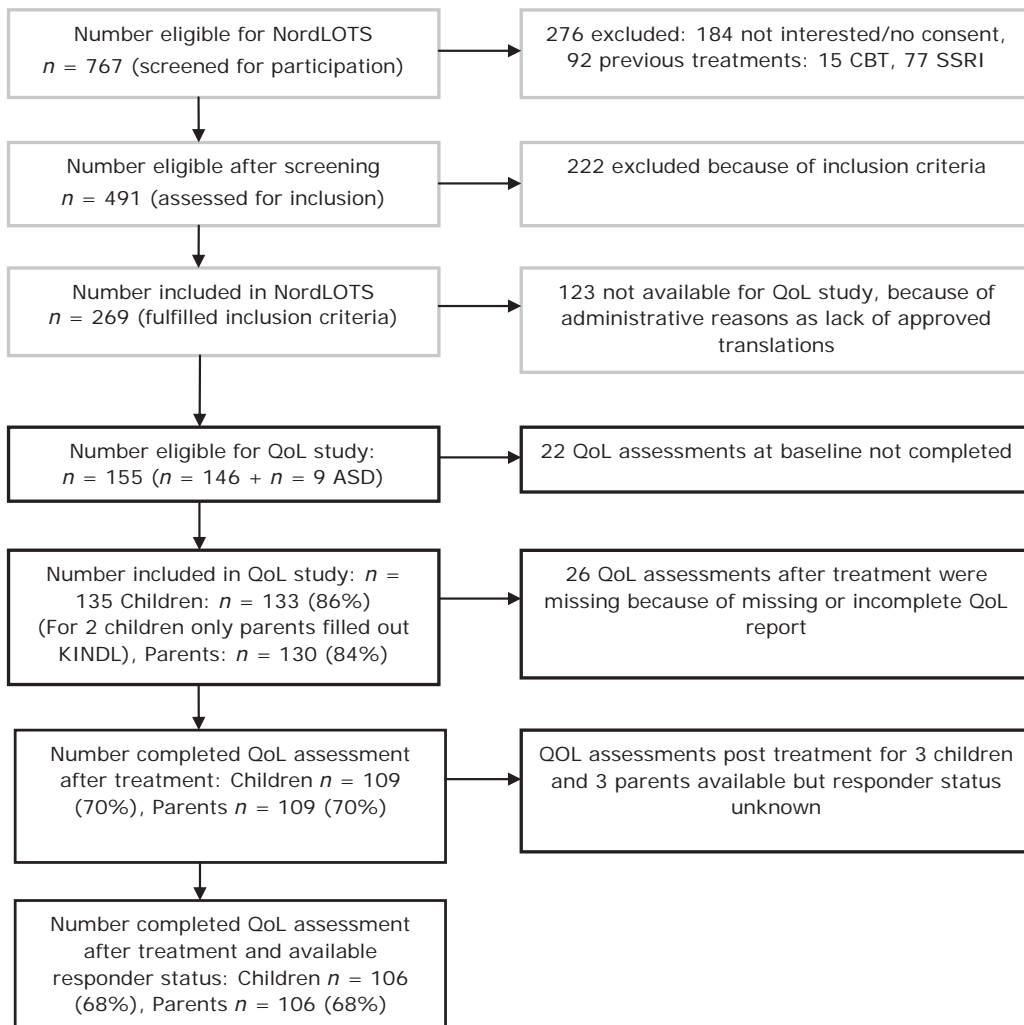 Number eligible for NordLOTS
n = 767 (screened for participation)
276 excluded: 184 not interested/no consent,
92 previous treatments: 15 CBT, 77 SSRI
Number eligible after screening
n = 491 (assessed for inclusion)
222 excluded because of inclusion criteria
Number included in NordLOTS
n = 269 (fulfilled inclusion criteria)
123 not available for QoL study, because of
administrative reasons as lack of approved
translations
Number eligible for QoL study:
n = 155 (n = 146 + n = 9 ASD)
22 QoL assessments at baseline not completed
Number included in QoL study: n =
135 Children: n = 133 (86%)
(For 2 children only parents filled out
KINDL), Parents: n = 130 (84%)
26 QoL assessments after treatment were
missing because of missing or incomplete QoL
report
Number completed QoL assessment
after treatment: Children n = 109
(70%), Parents n = 109 (70%)
QOL assessments post treatment for 3 children
and 3 parents available but responder status
unknown
Number completed QoL assessment
after treatment and available
responder status: Children n = 106
(68%), Parents n = 106 (68%)